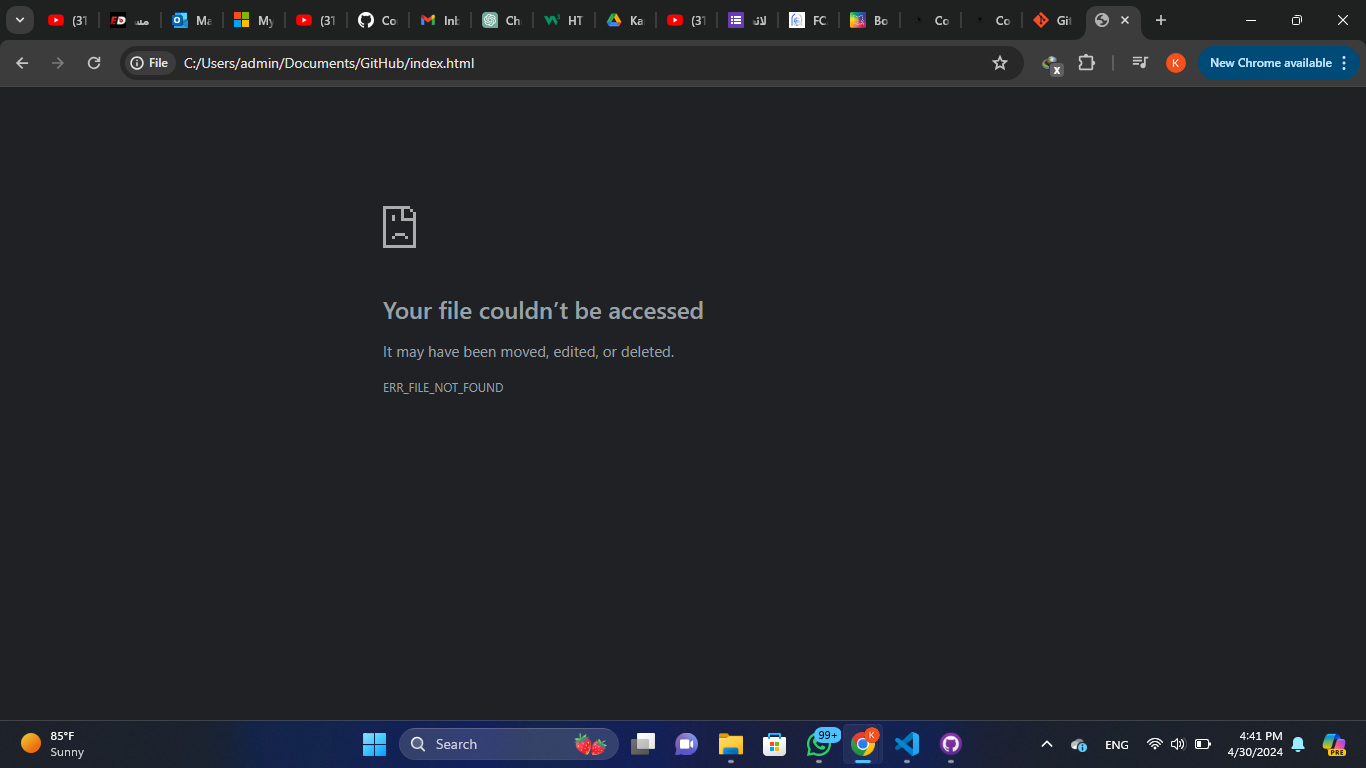 (31
مس
Ma
My
(31
Co
Inb
Ch
HT
Ka
(31
FC
Bo
Co
Co
Git
File
C:/Users/admin/Documents/GitHub/index.html
x
K
New Chrome available
Your file couldn't be accessed
It may have been moved, edited, or deleted.
ERR_FILE_NOT_FOUND
85°F
Sunny
Search
99+
K
ENG
4:41 PM
4/30/2024
PRE